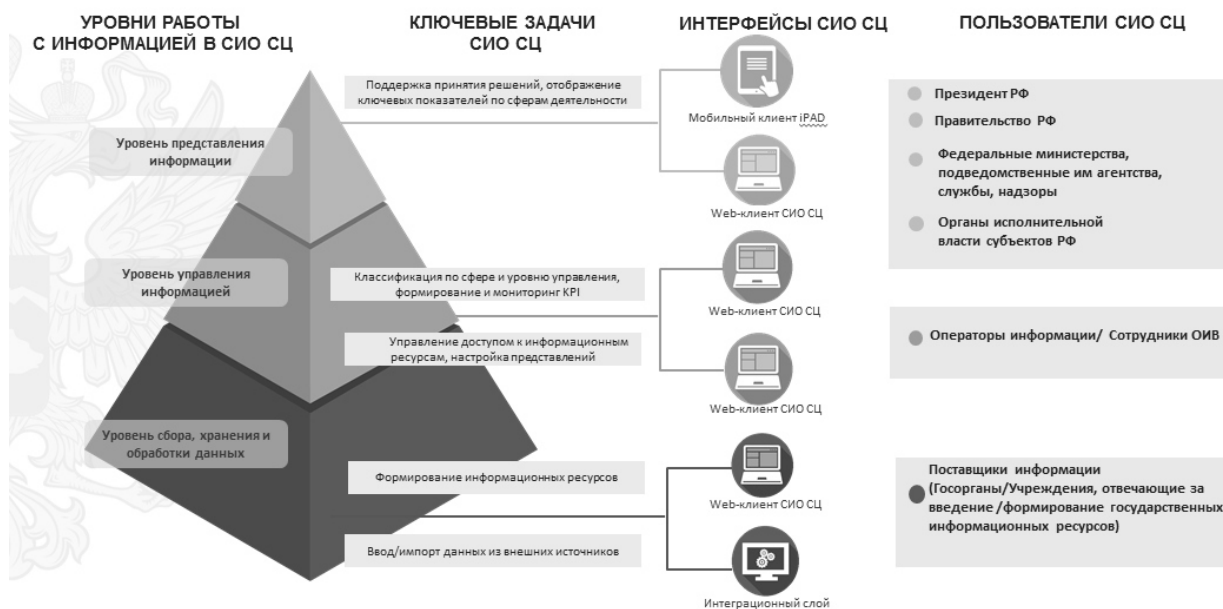 УРОВНИ РАБОТЫ
С ИНФОРМАЦИЕЙ В СИО СЦ
КЛЮЧЕВЫЕ ЗАДАЧИ
СИО СЦ
ИНТЕРФЕЙСЫ СИО СЦ
ПОЛЬЗОВАТЕЛИ СИО СЦ
Уровень представления
информации
Поддержка принятия решений, отображение
ключевых показателей по сферам деятельности
Мобильный клиент iPAD
Web-клиент СИО СЦ
Президент РФ
Правительство РФ
Федеральные министерства,
подведомственные им агентства,
службы, надзоры
Органы исполнительной
власти субъектов РФ
Уровень управления
информацией
Классификация по сфере и уровню управления,
формирование и мониторинг KPI
Управление доступом к информационным
ресурсам, настройка представлений
Web-клиент СИО СЦ
Web-клиент СИО СЦ
Операторы информации/ Сотрудники ОИВ
Уровень сбора, хранения и
обработки данных
Формирование информационных ресурсов
Ввод/импорт данных из внешних источников
Web-клиент СИО СЦ
Интеграционный слой
Поставщики информации
(Госорганы/Учреждения, отвечающие за
введение /формирование государственных
информационных ресурсов)